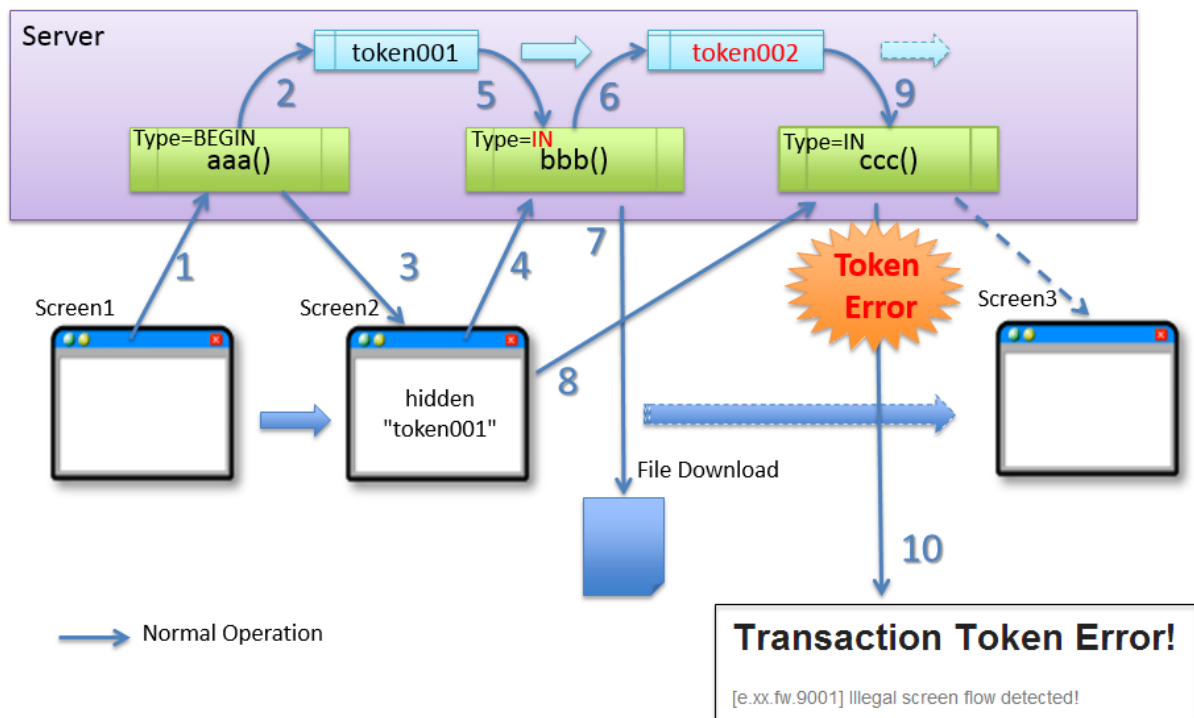 Server
token001
token002
2
5
6
9
Type=BEGIN
aaa()
Type=IN
bbb()
Type=IN
ccc()
1
3
4
7
8
Token
Error
Screen1
Screen2
Screen3
hidden
"token001"
File Download
10
Normal Operation
Transaction Token Error!
[e.xx.fw.9001] Illegal screen flow detected!